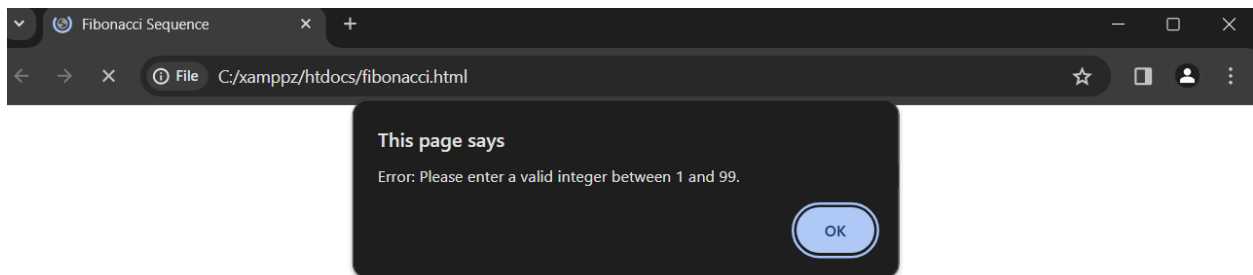 Fibonacci Sequence
File C:/xamppz/htdocs/fibonacci.html
This page says
Error: Please enter a valid integer between 1 and 99.
OK